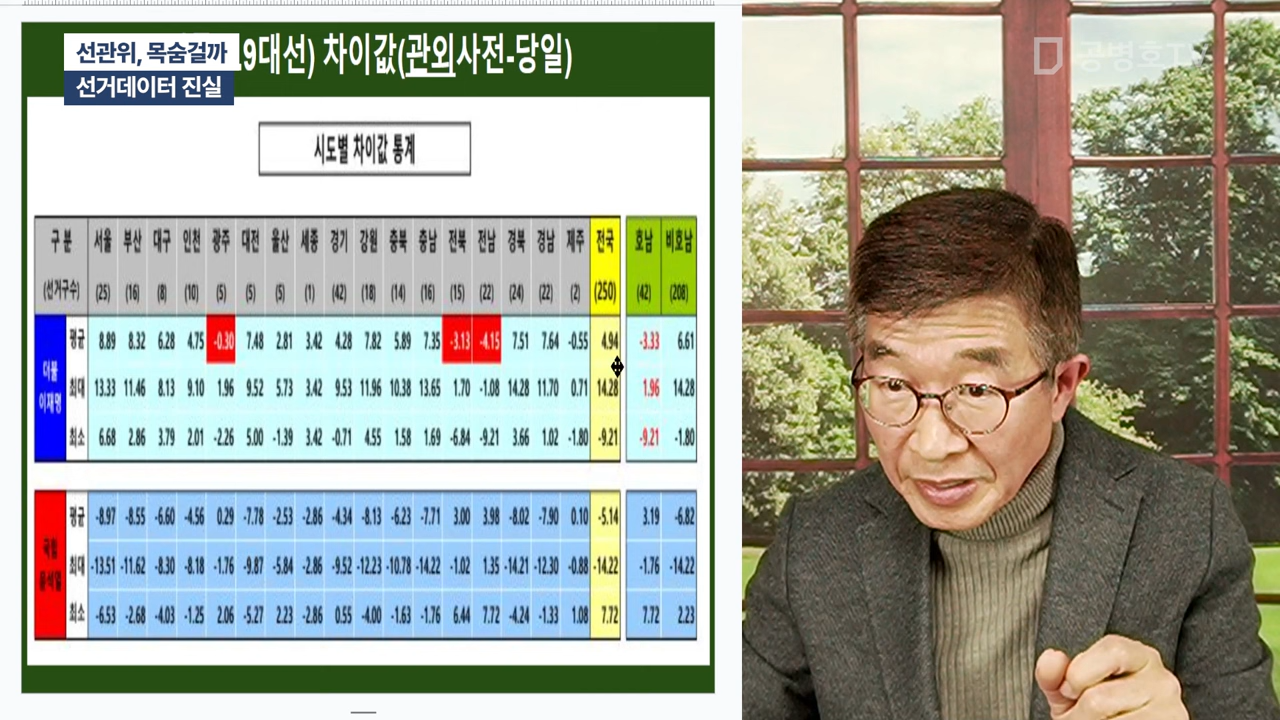 선관위, 목숨걸까
선거데이터 진실
.9대선) 차이값(관외사전-당일)
공병호T
시도별 차이값 통계
구 분 서울 부산 대구 인천 광주 대전 울산 세종 경기 강원 충북 충남 전북 전남 경북 경남 제주 전국 호남 비호남
(선거구수) (25) (16) (8) (10) (5) (5) (5) (1) (42) (18) (14) (16) (15) (22) (24) (22) (2) (250) (42) (208)
더불 이재명
평균 8.89 8.32 6.28 4.75 -0.30 7.48 2.81 3.42 4.28 7.82 5.89 7.35 -3.13 -4.15 7.51 7.64 -0.55 4.94 -3.33 6.61
최대 13.33 11.46 8.13 9.10 1.96 9.52 5.73 3.42 9.53 11.96 10.38 13.65 1.70 -1.08 14.28 11.70 0.71 14.28 1.96 14.28
최소 6.68 2.86 3.79 2.01 -2.26 5.00 -1.39 3.42 -0.71 4.55 1.58 1.69 -6.84 -9.21 3.66 1.02 -1.80 -9.21 -9.21 -1.80
평균 -8.97 -8.55 -6.60 -4.56 0.29 -7.78 -2.53 -2.86 -4.34 -8.13 -6.23 -7.71 3.00 3.98 -8.02 -7.90 0.10 -5.14 3.19 -6.82
최대 -13.51 -11.62 -8.30 -8.18 -1.76 -9.87 -5.84 -2.86 -9.52 -12.23 -10.78 -14.22 -1.02 1.35 -14.21 -12.30 -0.88 -14.22 -1.76 -14.22
최소 -6.53 -2.68 -4.03 -1.25 2.06 -5.27 2.23 -2.86 0.55 -4.00 -1.63 -1.76 6.44 7.72 -4.24 -1.33 1.08 7.72 7.72 2.23